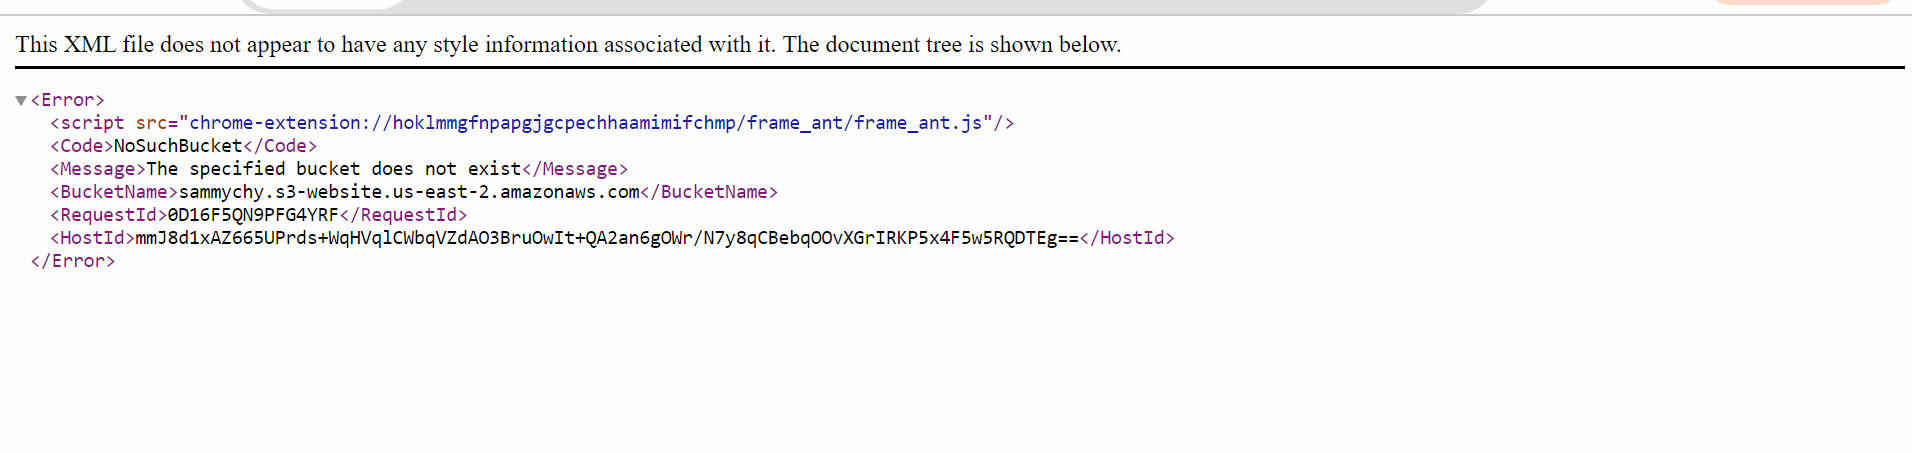 This XML file does not appear to have any style information associated with it. The document tree is shown below.
▼<Error>
<script src="chrome-extension://hoklmmgfnpapgjgcpechhaamimifchmp/frame_ant/frame_ant.js"/>
<Code>NoSuchBucket</Code>
<Message>The specified bucket does not exist</Message>
<BucketName>sammychy.s3-website.us-east-2.amazonaws.com</BucketName>
<RequestId>0D16F5QN9PFG4YRF</RequestId>
<HostId>mmJ8d1xAZ665UPrds+WqHVqlCWbqVZdAO3BruOwIt+QA2an6gOWr/N7y8qCBebqOOvXGrIRKP5x4F5w5RQDTEg==</HostId>
</Error>